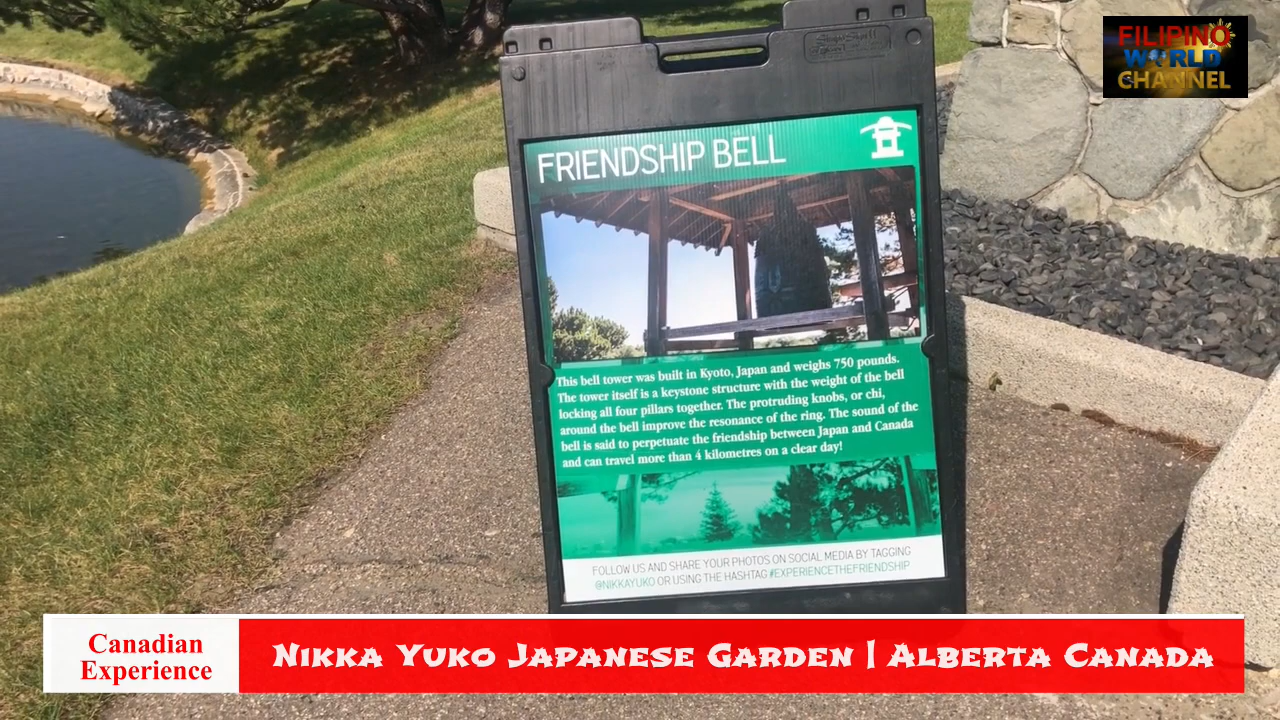 FILIPINO
WORLD
CHANNEL
FRIENDSHIP BELL
This bell tower was built in Kyoto, Japan and weighs 750 pounds.
The tower itself is a keystone structure with the weight of the bell
locking all four pillars together. The protruding knobs, or chi,
around the bell improve the resonance of the ring. The sound of the
bell is said to perpetuate the friendship between Japan and Canada
and can travel more than 4 kilometres on a clear day!
FOLLOW US AND SHARE YOUR PHOTOS ON SOCIAL MEDIA BY TAGGING
@NIKKAYUKO OR USING THE HASHTAG #EXPERIENCETHEFRIENDSHIP
Canadian
Experience
Nikka Yuko Japanese Garden | Alberta Canada